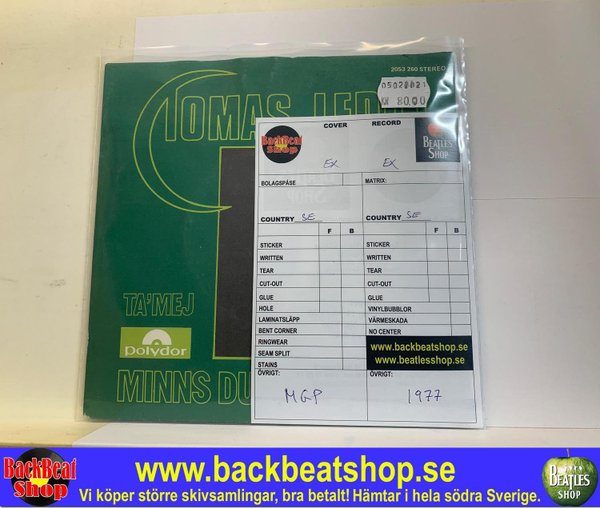 2053 260 STEREO
05020021
80,00
TOMAS LED
BackBeat
Shop
COVER
RECORD
BEATLES
SHOP
EX
EX
BOLAGSPÅSE
MATRIX:
COUNTRY SE
COUNTRY SE
F B
F B
STICKER
STICKER
WRITTEN
WRITTEN
TEAR
TEAR
CUT-OUT
CUT-OUT
GLUE
GLUE
HOLE
VINYLBUBBLOR
LAMINATSLÄPP
VÄRMESKADA
BENT CORNER
NO CENTER
RINGWEAR
SEAM SPLIT
STAINS
www.backbeatshop.se
www.beatlesshop.se
ÖVRIGT:
ÖVRIGT:
MGP
1977
TA'MEJ
polydor
MINNS DU
BackBeat
Shop
www.backbeatshop.se
Vi köper större skivsamlingar, bra betalt! Hämtar i hela södra Sverige.
BEATLES
SHOP